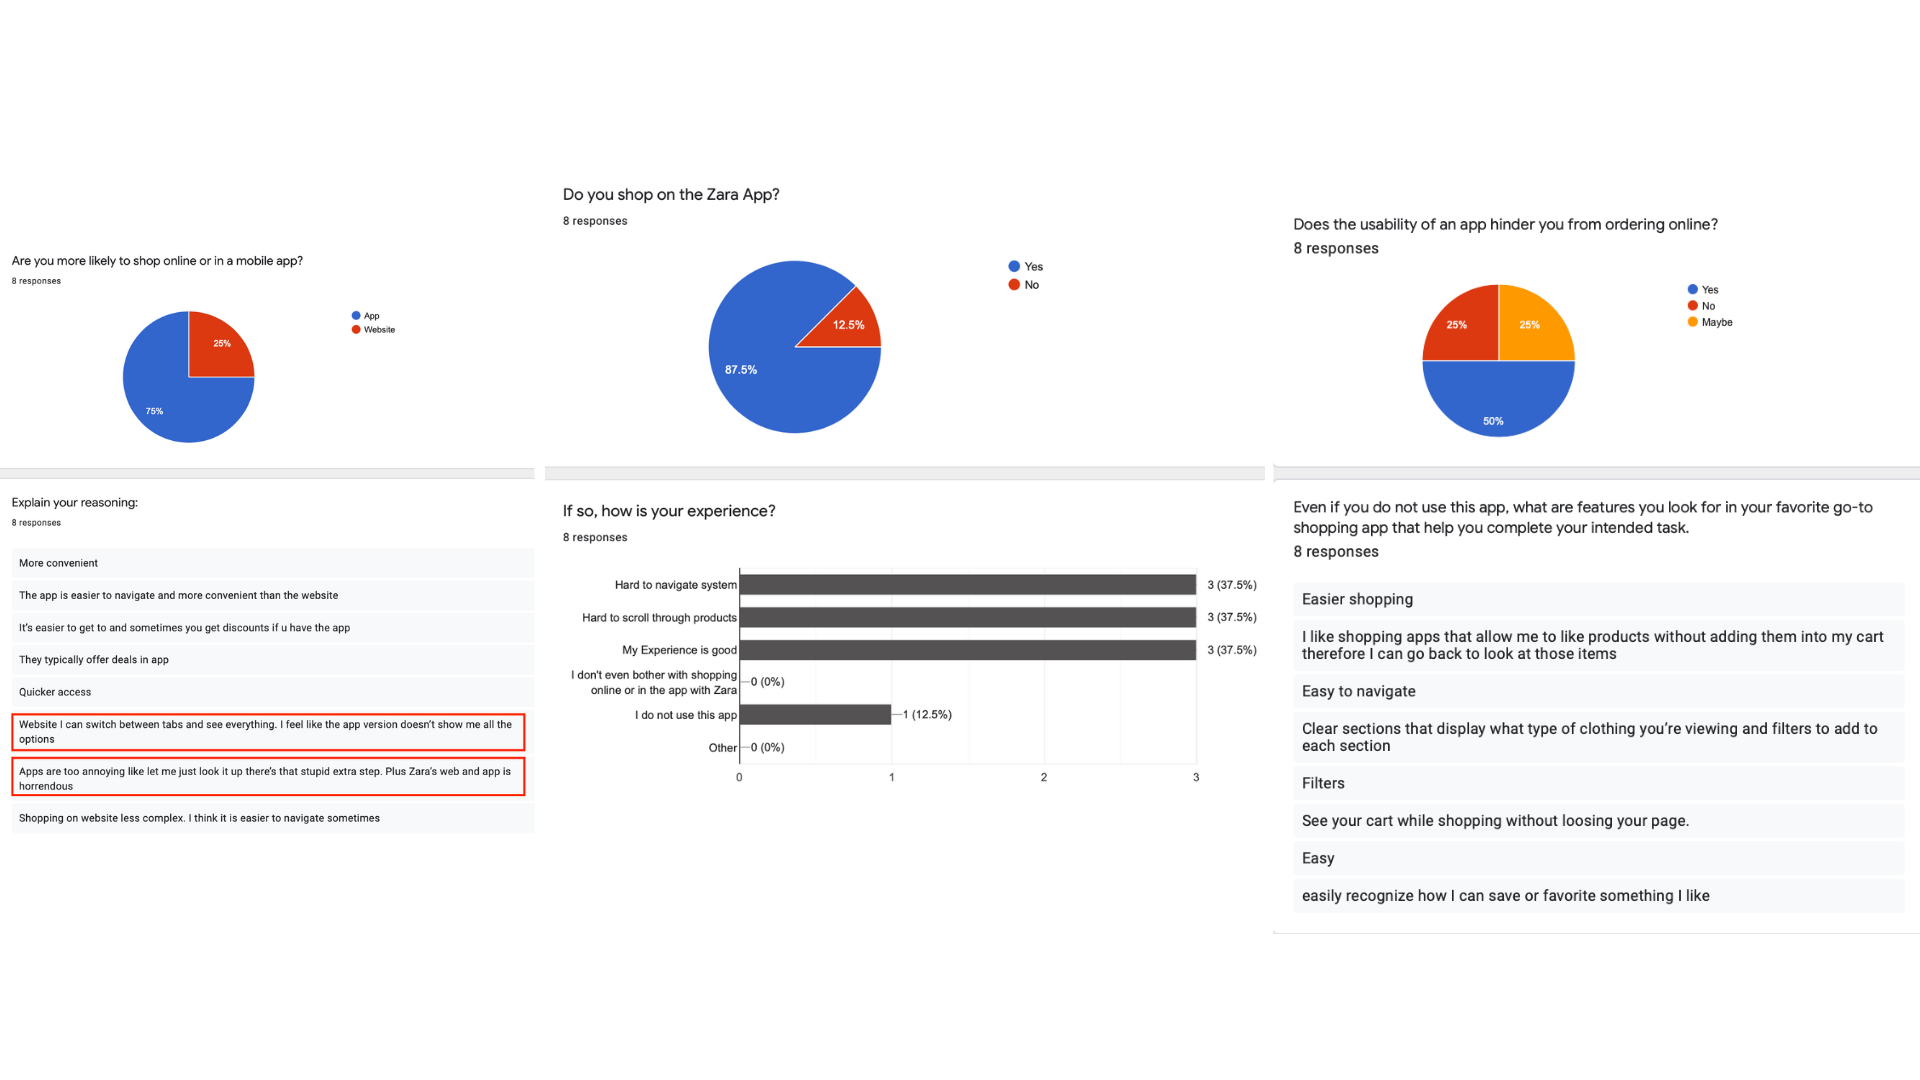 Are you more likely to shop online or in a mobile app?
8 responses
App
Website
25%
75%
Explain your reasoning:
8 responses
More convenient
The app is easier to navigate and more convenient than the website
It's easier to get to and sometimes you get discounts if u have the app
They typically offer deals in app
Quicker access
Website I can switch between tabs and see everything. I feel like the app version doesn't show me all the
options
Apps are too annoying like let me just look it up there's that stupid extra step. Plus Zara's web and app is
horrendous
Shopping on website less complex. I think it is easier to navigate sometimes
Do you shop on the Zara App?
8 responses
Yes
No
12.5%
87.5%
If so, how is your experience?
8 responses
Hard to navigate system
3 (37.5%)
Hard to scroll through products
3 (37.5%)
My Experience is good
3 (37.5%)
I don't even bother with shopping
online or in the app with Zara
0 (0%)
I do not use this app
1 (12.5%)
Other
0 (0%)
0
1
2
3
Does the usability of an app hinder you from ordering online?
8 responses
Yes
No
Maybe
25%
25%
50%
Even if you do not use this app, what are features you look for in your favorite go-to
shopping app that help you complete your intended task.
8 responses
Easier shopping
I like shopping apps that allow me to like products without adding them into my cart
therefore I can go back to look at those items
Easy to navigate
Clear sections that display what type of clothing you're viewing and filters to add to
each section
Filters
See your cart while shopping without loosing your page.
Easy
easily recognize how I can save or favorite something I like